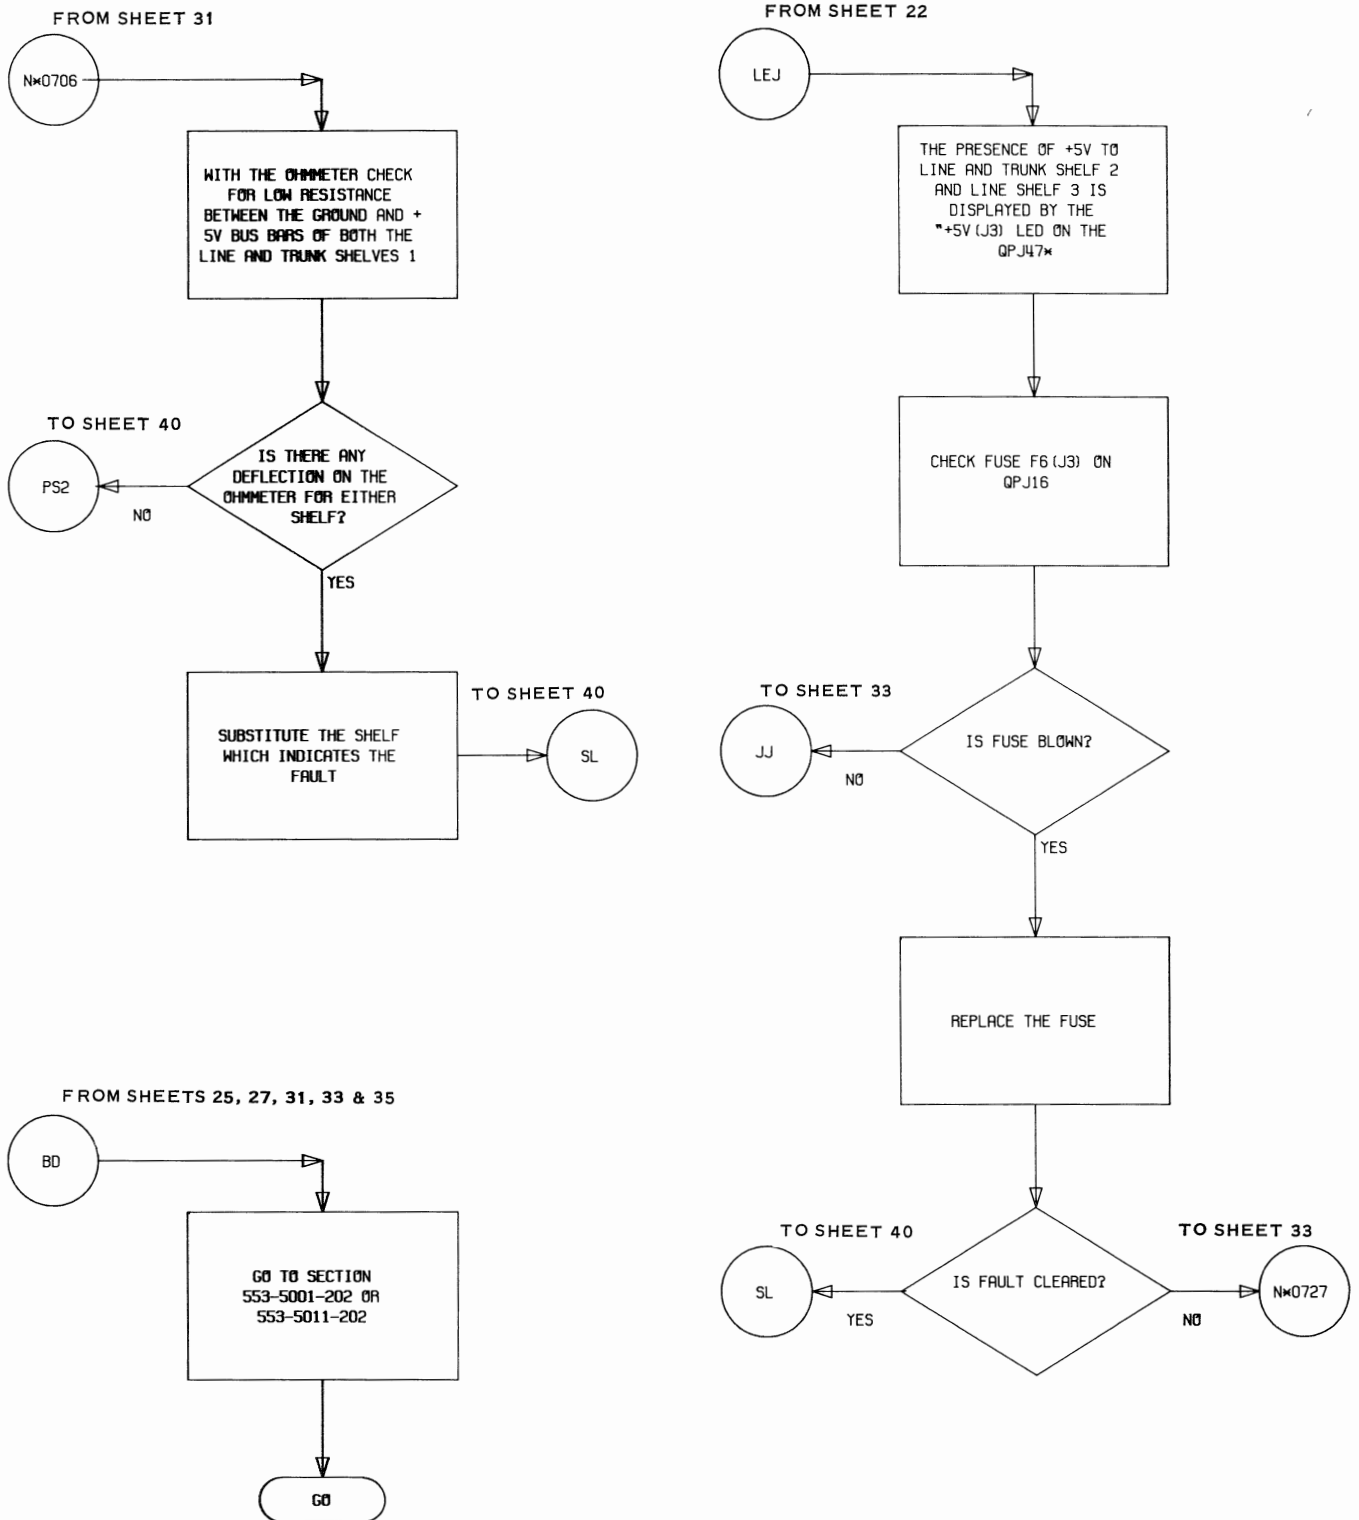 FROM SHEET 31
N*0706
WITH THE OHMMETER CHECK
FOR LOW RESISTANCE
BETWEEN THE GROUND AND +
5V BUS BARS OF BOTH THE
LINE AND TRUNK SHELVES 1
TO SHEET 40
PS2
NO
IS THERE ANY
DEFLECTION ON THE
OHMMETER FOR EITHER
SHELF?
YES
SUBSTITUTE THE SHELF
WHICH INDICATES THE
FAULT
TO SHEET 40
SL
FROM SHEETS 25, 27, 31, 33 & 35
BD
GO TO SECTION
553-5001-202 OR
553-5011-202
GO
FROM SHEET 22
LEJ
THE PRESENCE OF +5V TO
LINE AND TRUNK SHELF 2
AND LINE SHELF 3 IS
DISPLAYED BY THE
"+5V(J3) LED ON THE
QPJ47*
CHECK FUSE F6(J3) ON
QPJ16
TO SHEET 33
JJ
NO
IS FUSE BLOWN?
YES
REPLACE THE FUSE
TO SHEET 40
SL
YES
IS FAULT CLEARED?
NO
TO SHEET 33
N*0727